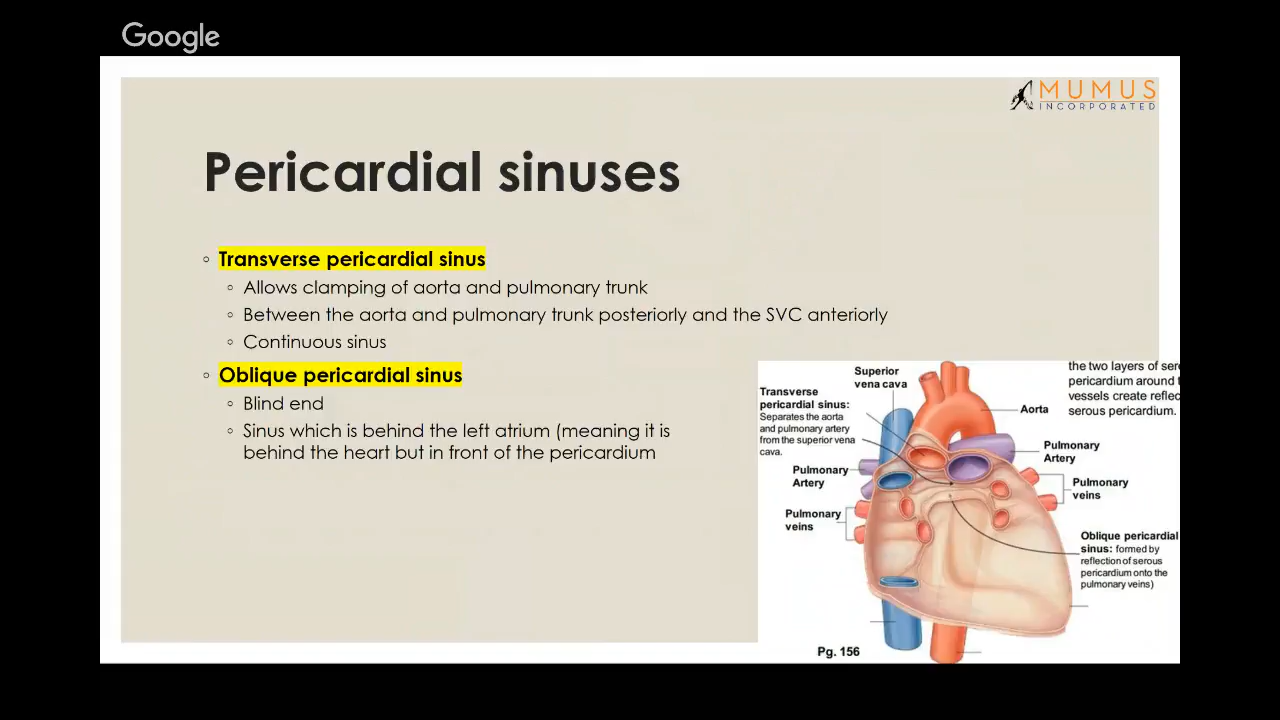 Google
MUMUS
INCORPORATED
Pericardial sinuses
Transverse pericardial sinus
Allows clamping of aorta and pulmonary trunk
Between the aorta and pulmonary trunk posteriorly and the SVC anteriorly
Continuous sinus
Oblique pericardial sinus
Blind end
Sinus which is behind the left atrium (meaning it is
behind the heart but in front of the pericardium
the two layers of ser
pericardium around t
vessels create reflec
serous pericardium.
Superior
vena cava
Transverse
pericardial sinus:
Separates the aorta
and pulmonary artery
from the superior vena
cava.
Aorta
Pulmonary
Artery
Pulmonary
Artery
Pulmonary
veins
Pulmonary
veins
Oblique pericardial
sinus: formed by
reflection of serous
pericardium onto the
pulmonary veins)
Pg. 156